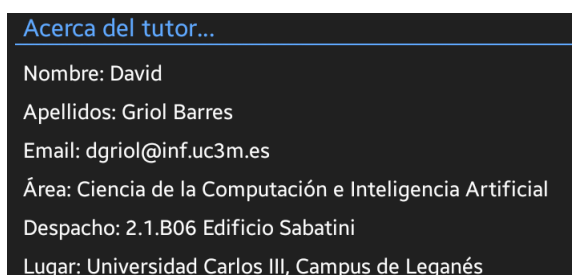 Acerca del tutor...
Nombre: David
Apellidos: Griol Barres
Email: dgriol@inf.uc3m.es
Área: Ciencia de la Computación e Inteligencia Artificial
Despacho: 2.1.B06 Edificio Sabatini
Lugar: Universidad Carlos III, Campus de Leganés